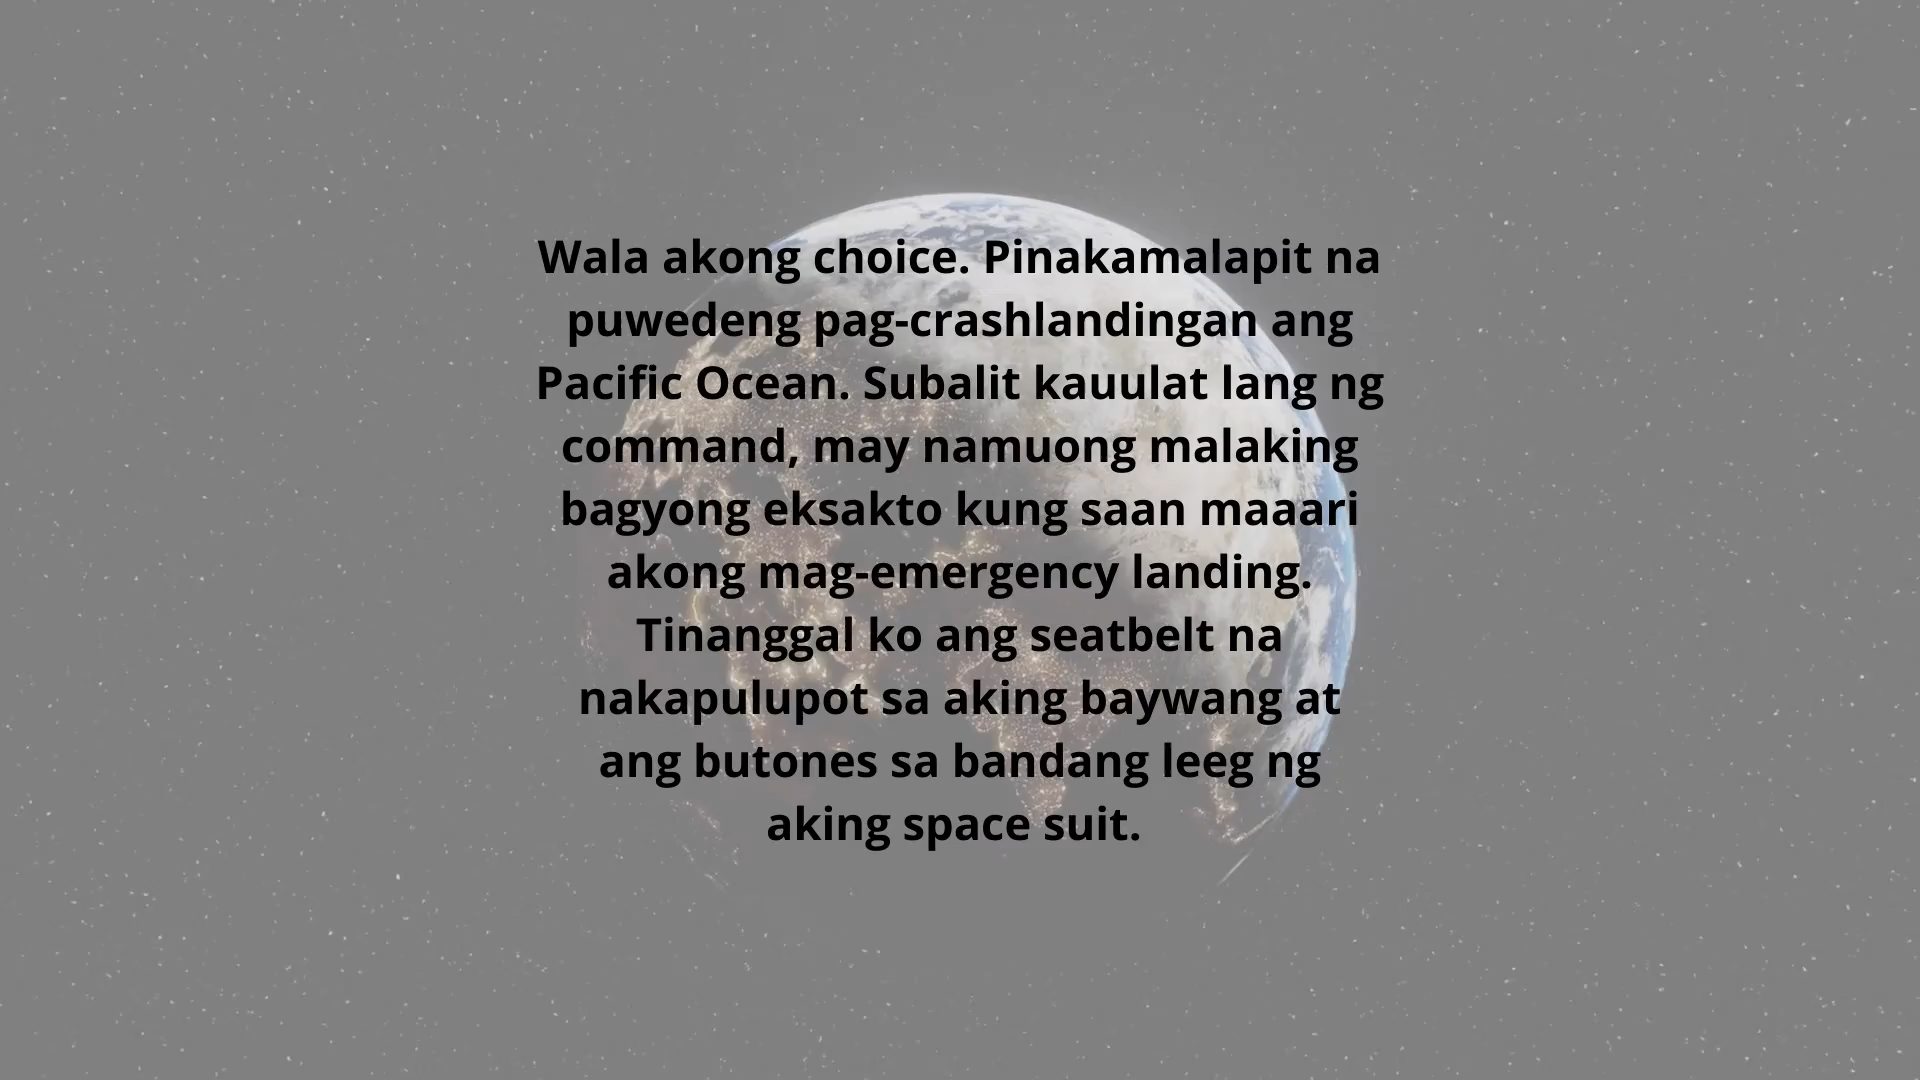 Wala akong choice. Pinakamalapit na
puwedeng pag-crashlandingan ang
Pacific Ocean. Subalit kauulat lang ng
command, may namuong malaking
bagyong eksakto kung saan maaari
akong mag-emergency landing.
Tinanggal ko ang seatbelt na
nakapulupot sa aking baywang at
ang butones sa bandang leeg ng
aking space suit.